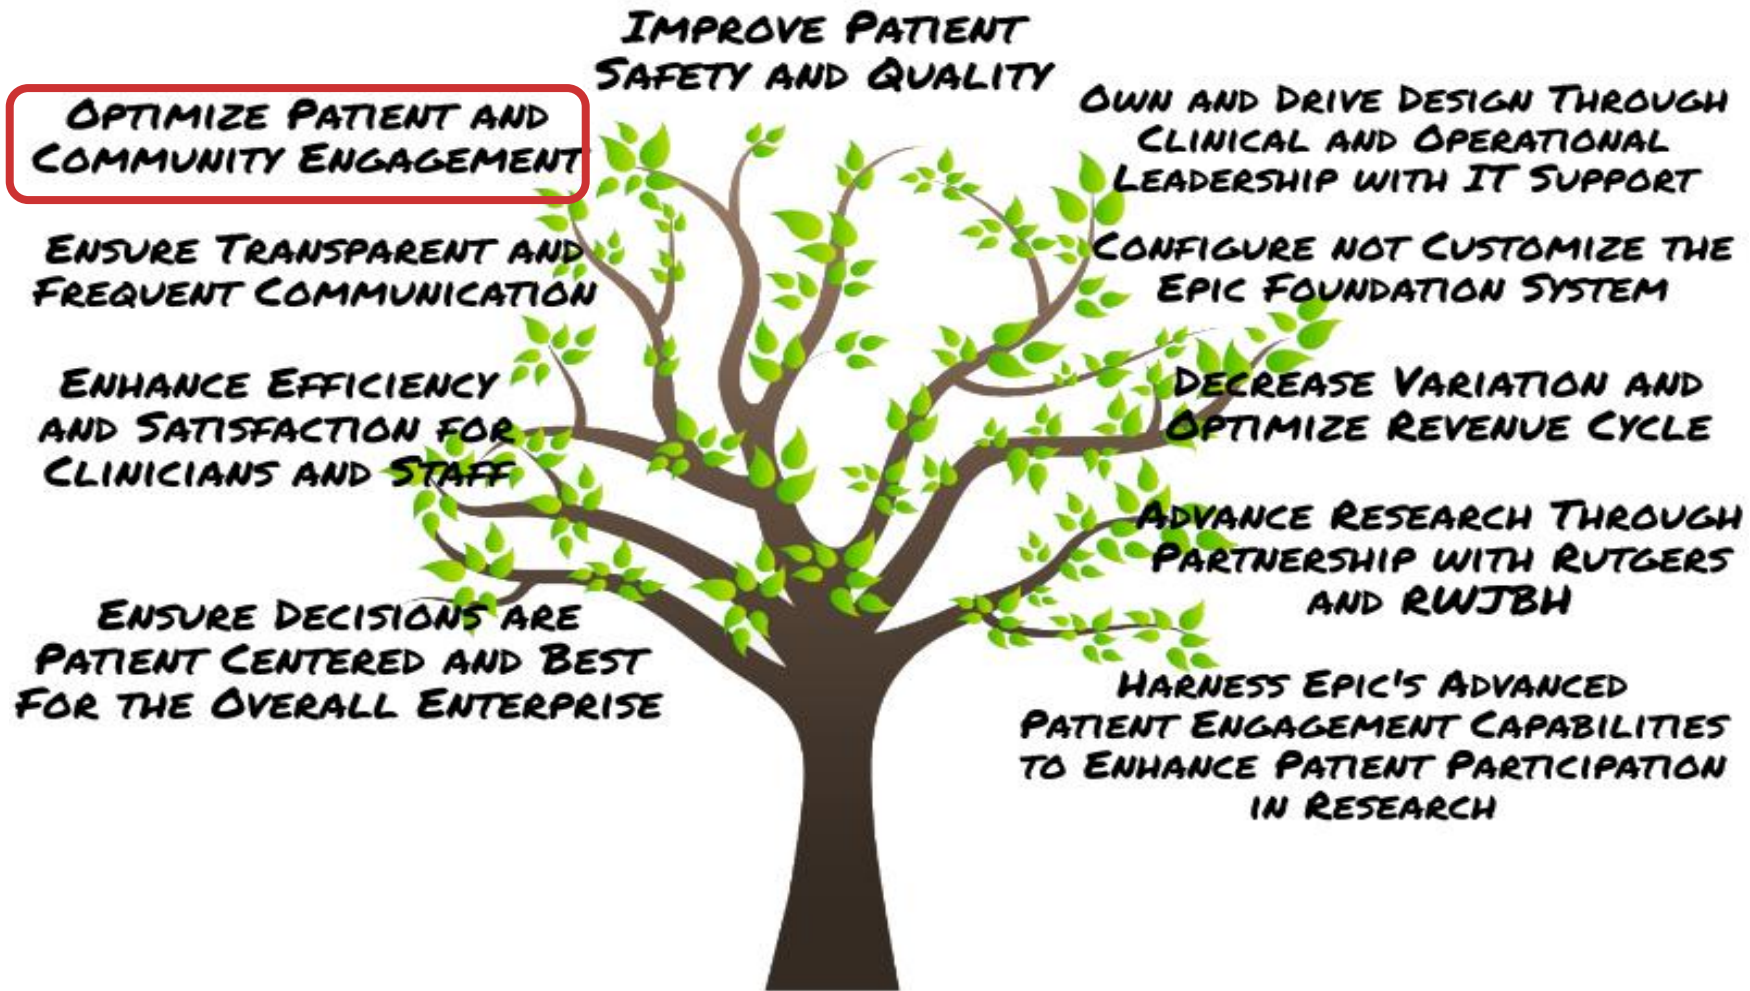 Improve Patient
Safety and Quality
Optimize Patient and
Community Engagement
Ensure Transparent and
Frequent Communication
Enhance Efficiency
and Satisfaction for
Clinicians and Staff
Ensure Decisions are
Patient Centered and Best
For the Overall Enterprise
Own and Drive Design Through
Clinical and Operational
Leadership with IT Support
Configure not Customize the
Epic Foundation System
Decrease Variation and
Optimize Revenue Cycle
Advance Research Through
Partnership with Rutgers
and RWJBH
Harness Epic's Advanced
Patient Engagement Capabilities
to Enhance Patient Participation
in Research